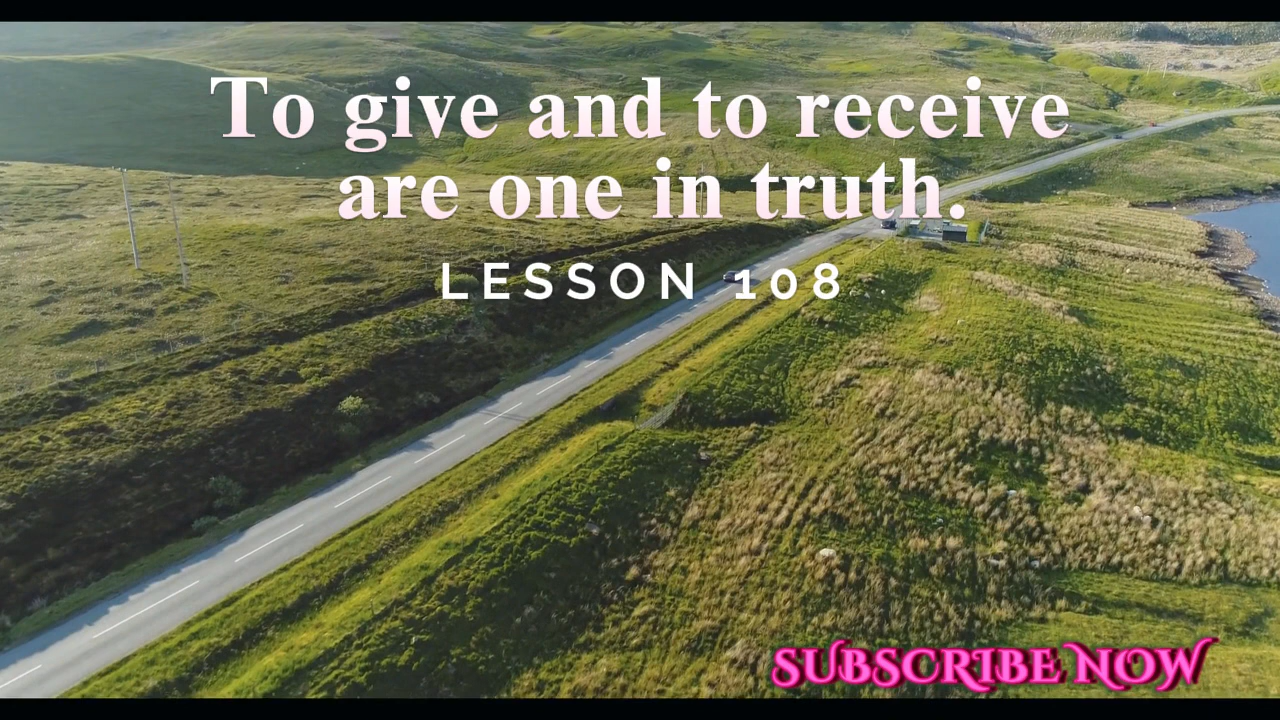 To give and to receive
are one in truth.
LESSON 108
SUBSCRIBE NOW